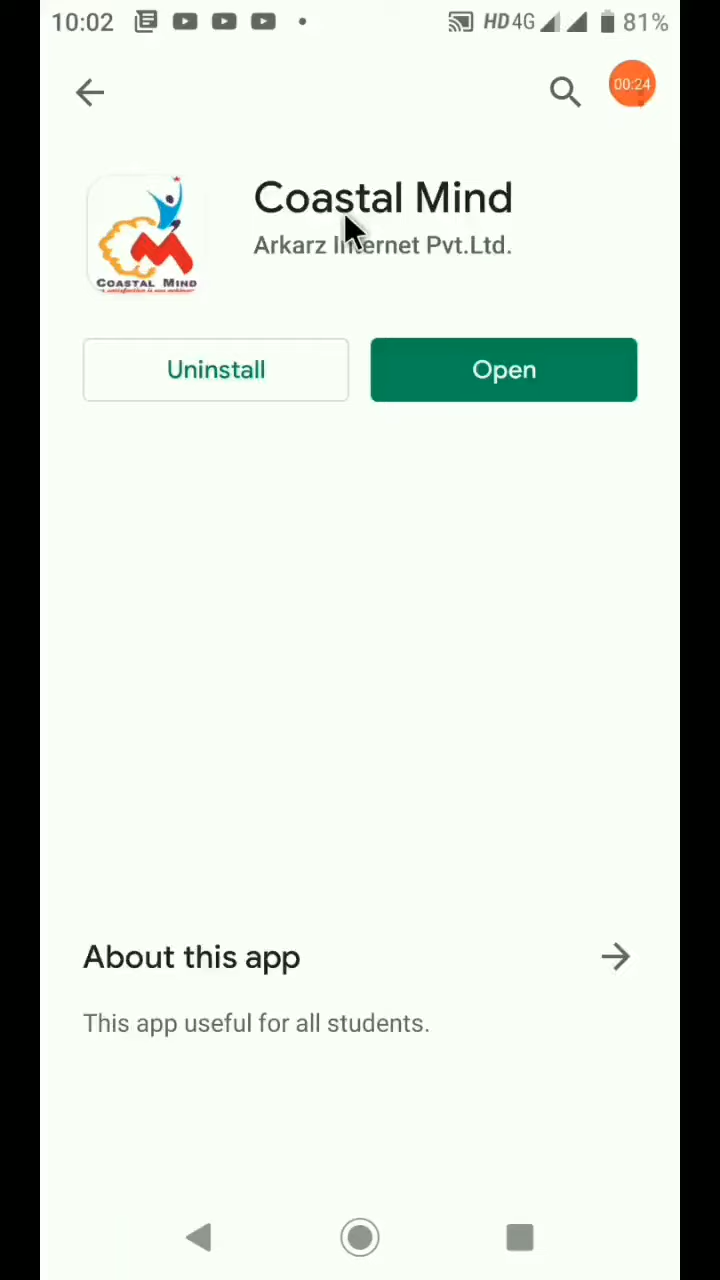 10:02 HD 4G 81%
00:24
Coastal Mind
Arkarz Internet Pvt.Ltd.
COASTAL MIND
Uninstall
Open
About this app
This app useful for all students.